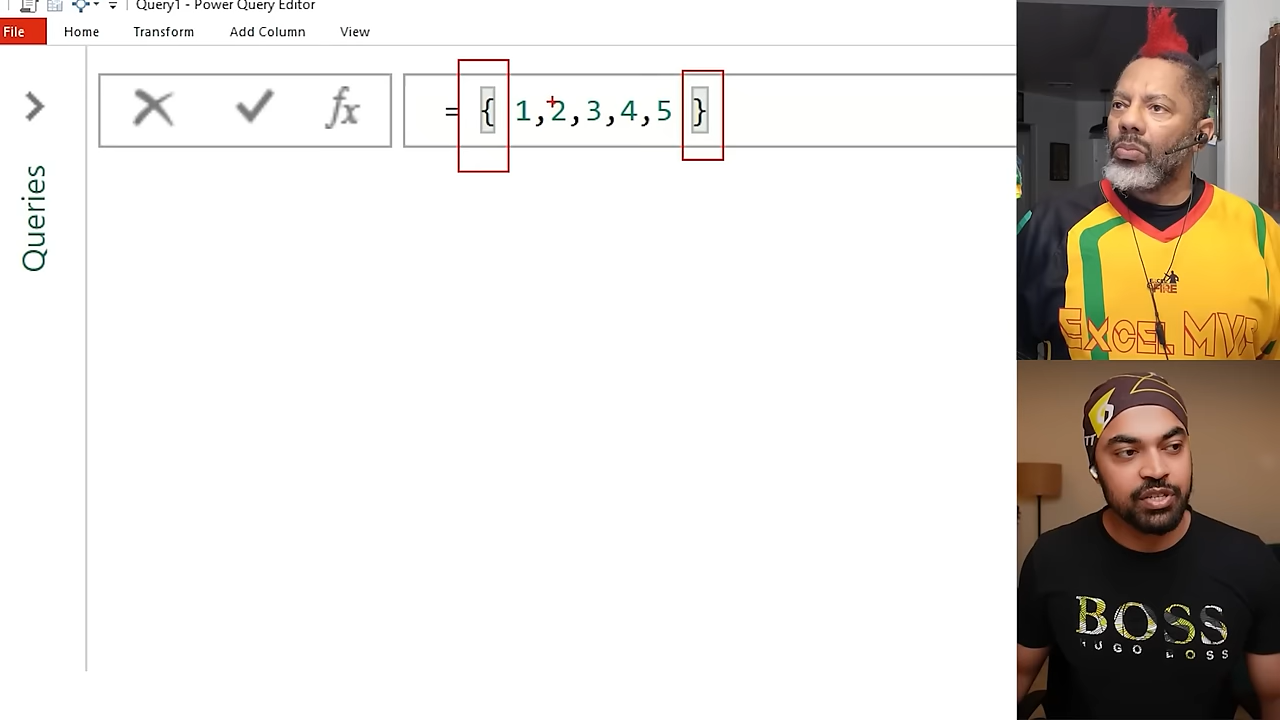 Query1 - Power Query Editor
File Home Transform Add Column View
fx = { 1,2,3,4,5 }
Queries
FIRE
EXCEL MVP
BOSS
HUGO BOSS